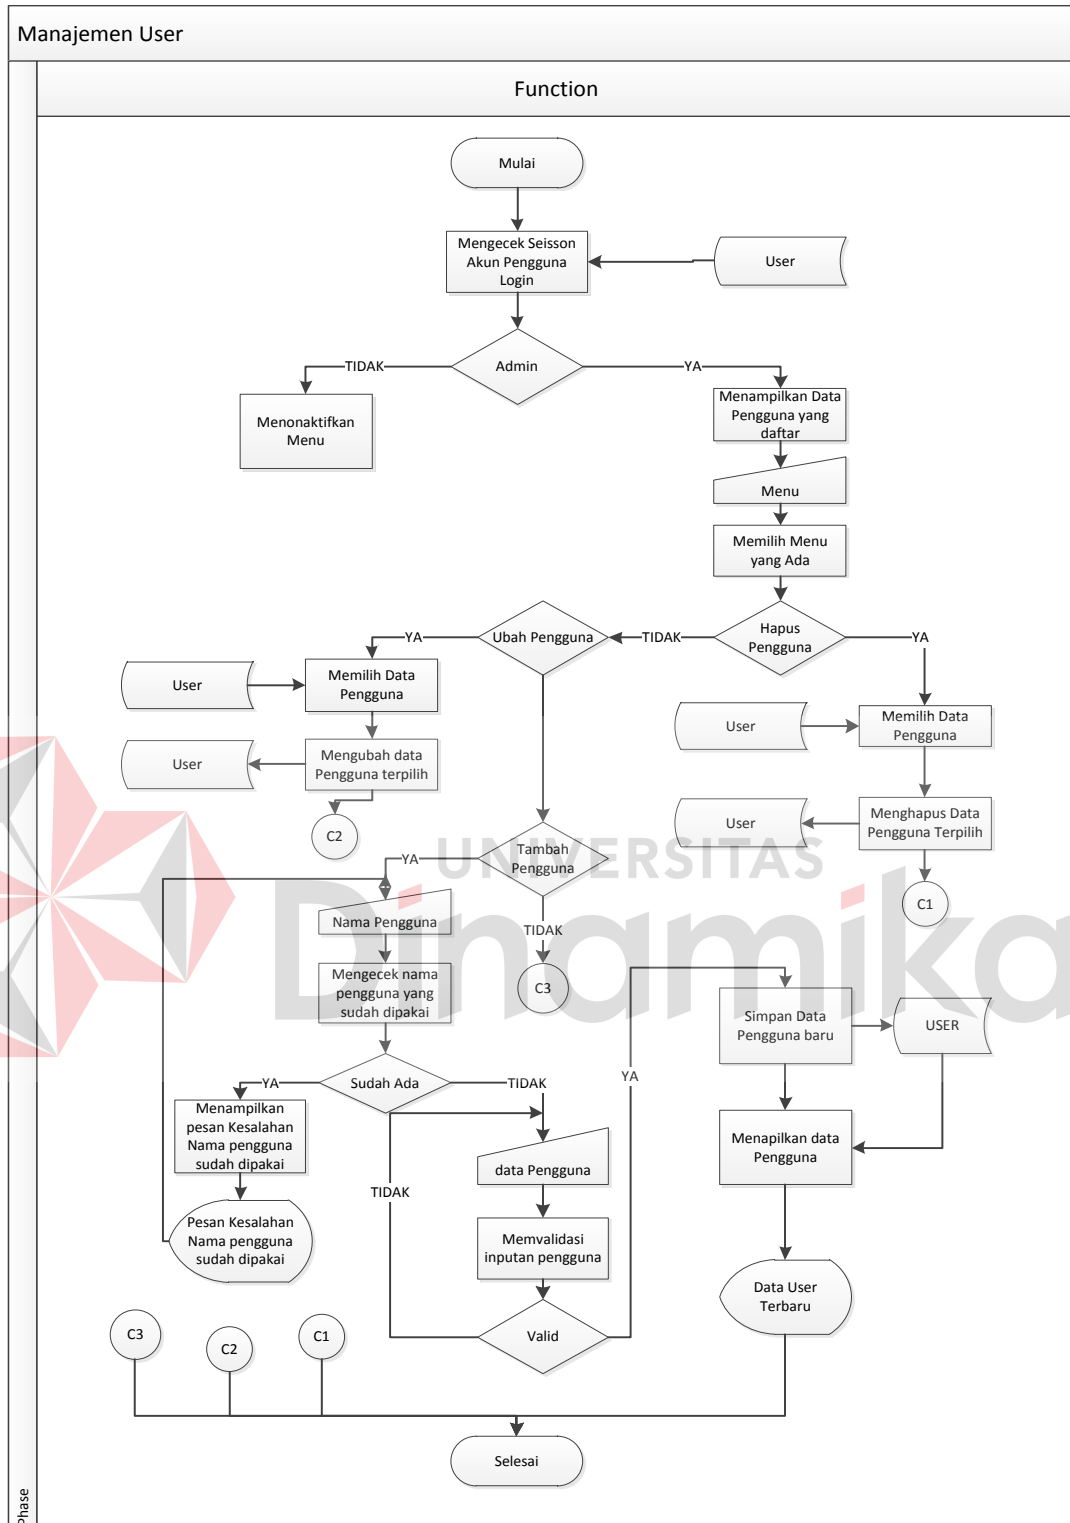 Manajemen User
Function
Mulai
Mengecek Seisson
Akun Pengguna
Login
User
Admin
TIDAK
YA
Menonaktifkan
Menu
Menampilkan Data
Pengguna yang
daftar
Menu
Memilih Menu
yang Ada
Hapus
Pengguna
TIDAK
YA
Ubah Pengguna
YA
User
Memilih Data
Pengguna
User
Mengubah data
Pengguna terpilih
C2
User
Memilih Data
Pengguna
User
Menghapus Data
Pengguna Terpilih
C1
UNIVERSITAS
Dinamika
Tambah
Pengguna
YA
TIDAK
C3
Nama Pengguna
Mengecek nama
pengguna yang
sudah dipakai
Sudah Ada
YA
TIDAK
Menampilkan
pesan Kesalahan
Nama pengguna
sudah dipakai
Pesan Kesalahan
Nama pengguna
sudah dipakai
data Pengguna
Memvalidasi
inputan pengguna
Valid
TIDAK
YA
Simpan Data
Pengguna baru
USER
Menapilkan data
Pengguna
Data User
Terbaru
C3
C2
C1
Selesai
Phase